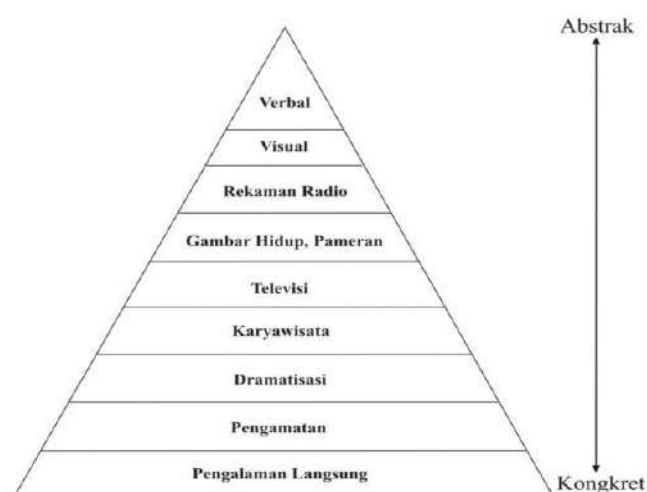 Abstrak
Verbal
Visual
Rekaman Radio
Gambar Hidup, Pameran
Televisi
Karyawisata
Dramatisasi
Pengamatan
Pengalaman Langsung
Kongkret